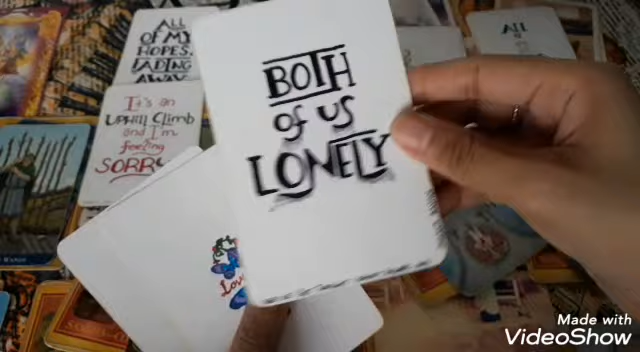 ALL
OF MY
HOPES.
FADING
AWAY.
It's an
UPHILL Climb
and I'm
feeling
SORRY
BOTH
of us
LONELY
Love
ALL
Made with
VideoShow